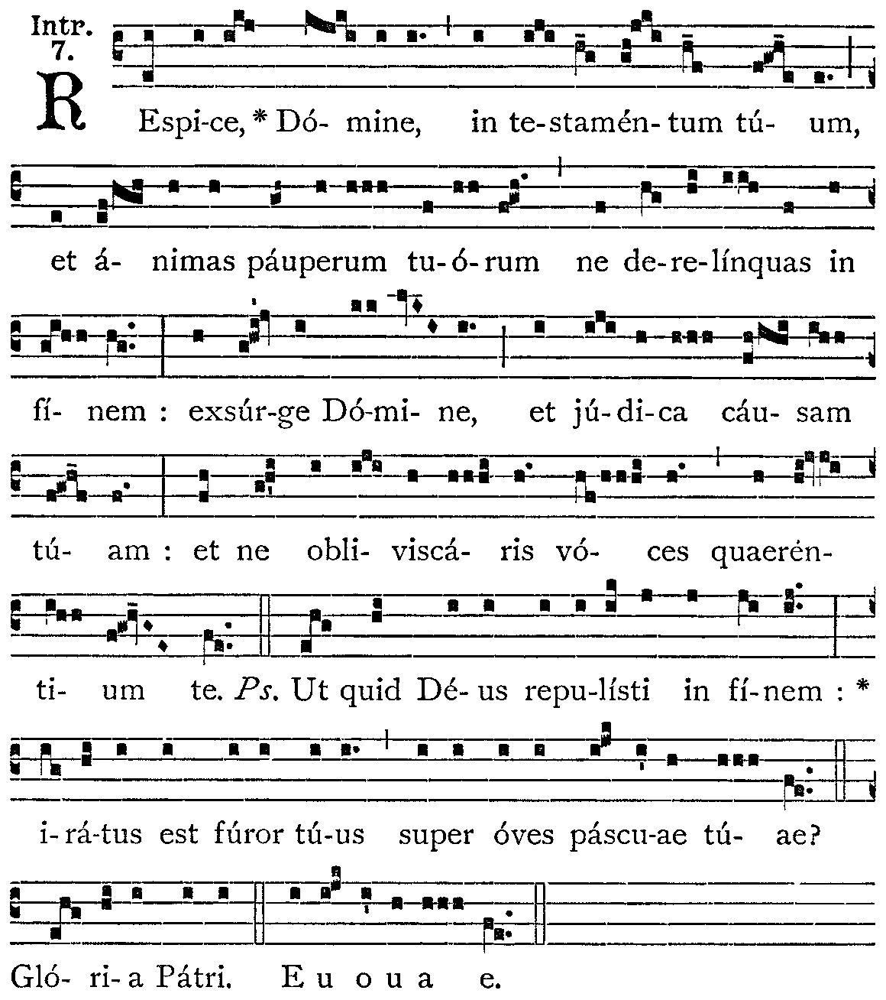 Intr.
7.
REspi-ce, * Dó- mine, in te-stamén-tum tú- um,
et á- nimas páuperum tu-ó-rum ne de-re-línquas in
fí- nem : exsúr-ge Dó-mi- ne, et jú-di-ca cáu- sam
tú- am : et ne obli- viscá- ris vó- ces quaerén-
ti- um te. Ps. Ut quid Dé- us repu-lísti in fí-nem : *
i-rá-tus est fúror tú-us super óves páscu-ae tú- ae?
Gló- ri- a Pátri. E u o u a e.